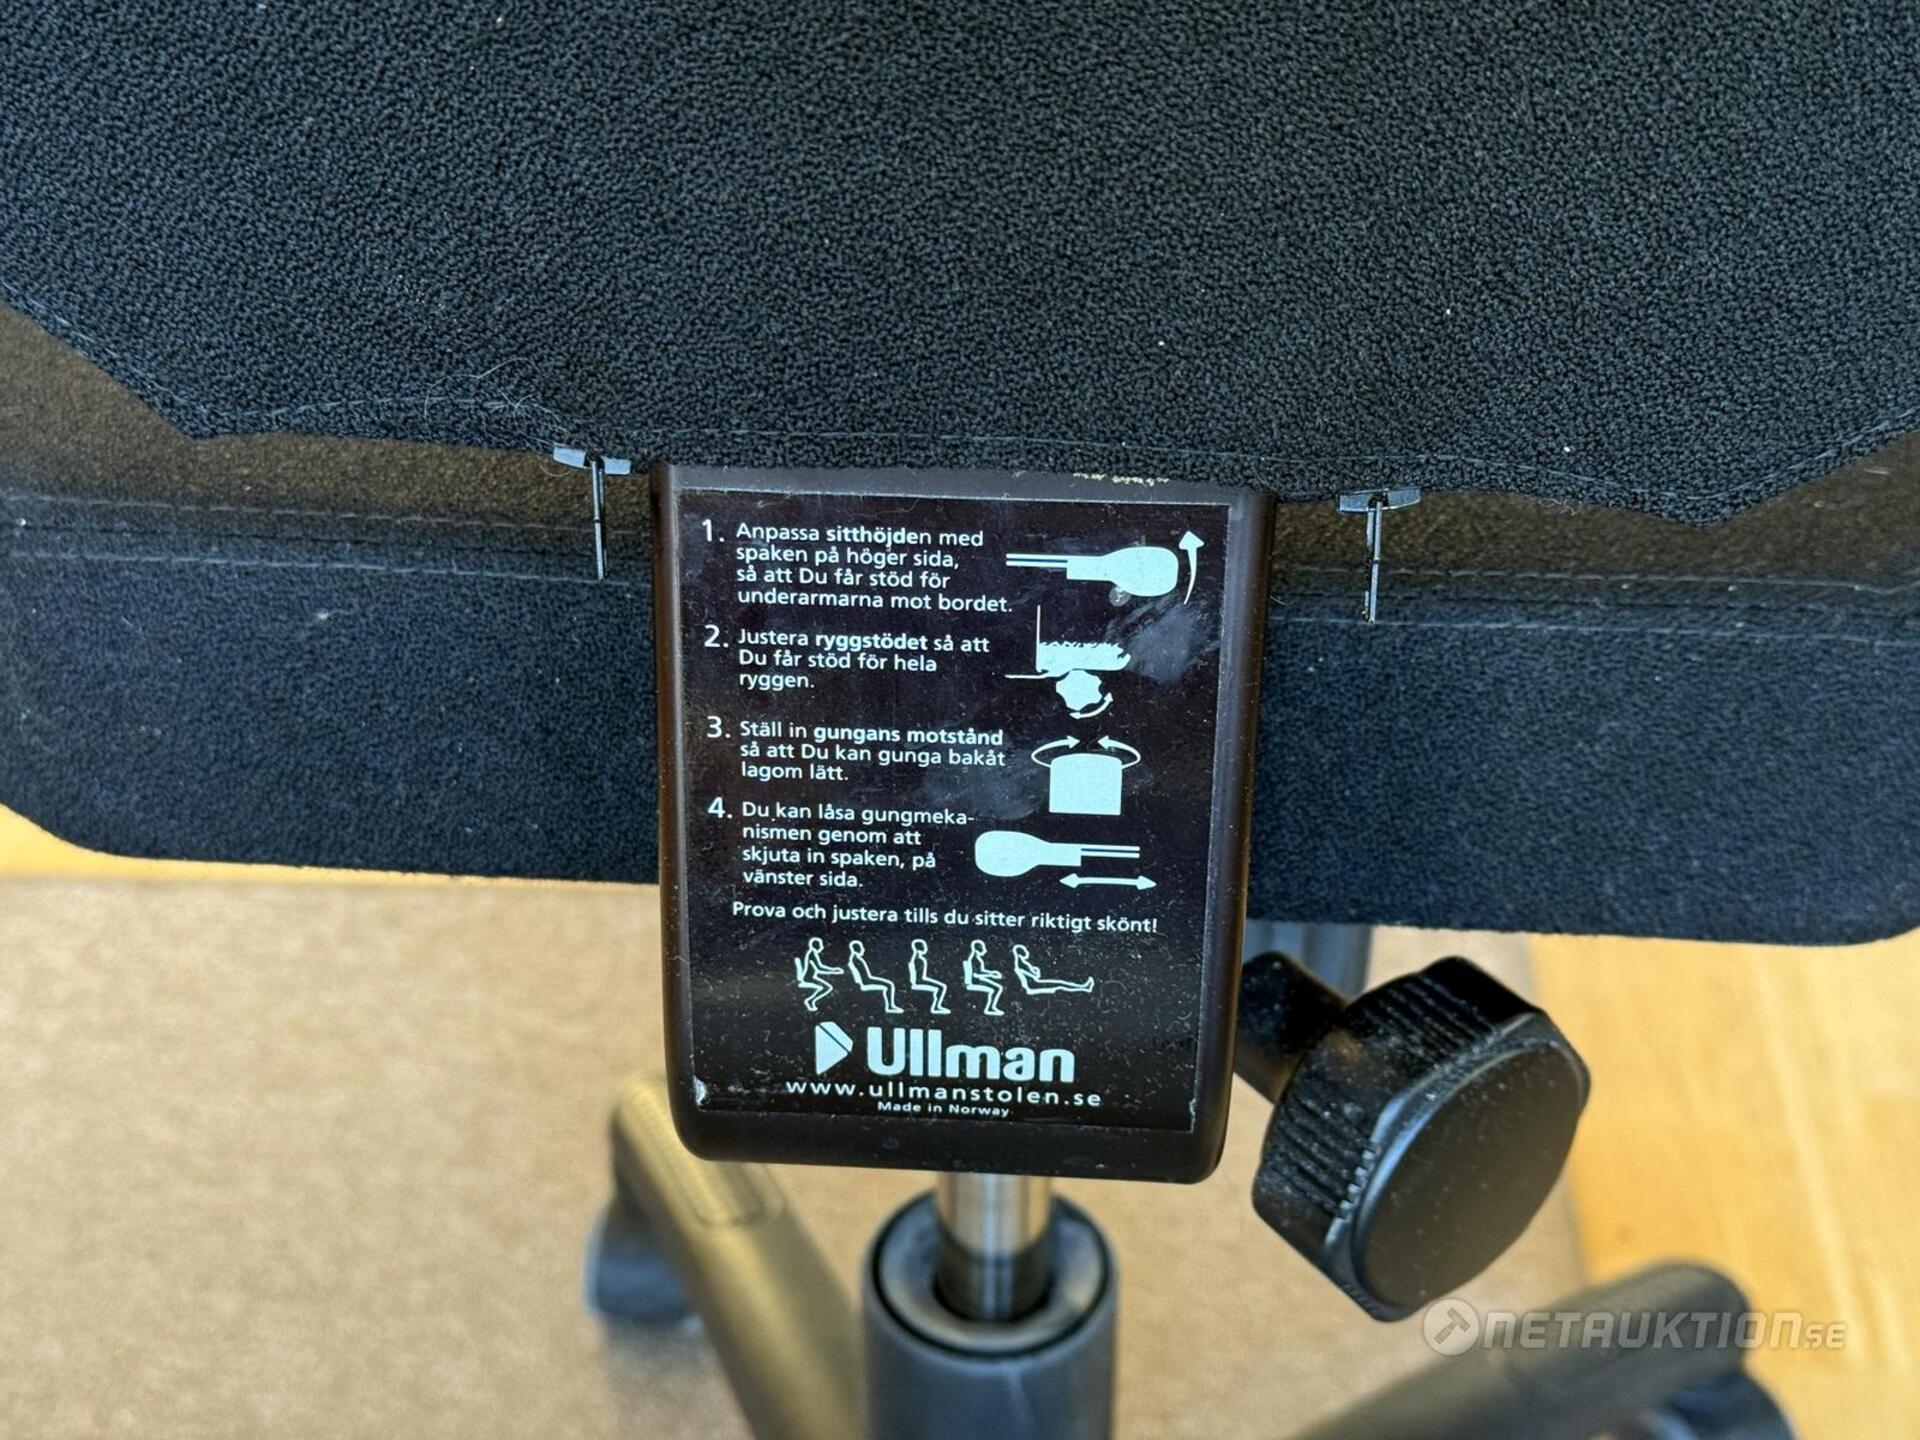 1. Anpassa sitthöjden med
spaken på höger sida,
så att Du får stöd för
underarmarna mot bordet.
2. Justera ryggstödet så att
Du får stöd för hela
ryggen.
3. Ställ in gungans motstånd
så att Du kan gunga bakåt
lagom lätt.
4. Du kan låsa gungmeka-
nismen genom att
skjuta in spaken, på
vänster sida.
Prova och justera tills du sitter riktigt skönt!
Ullman
www.ullmanstolen.se
Made in Norway
NETAUKTION.SE